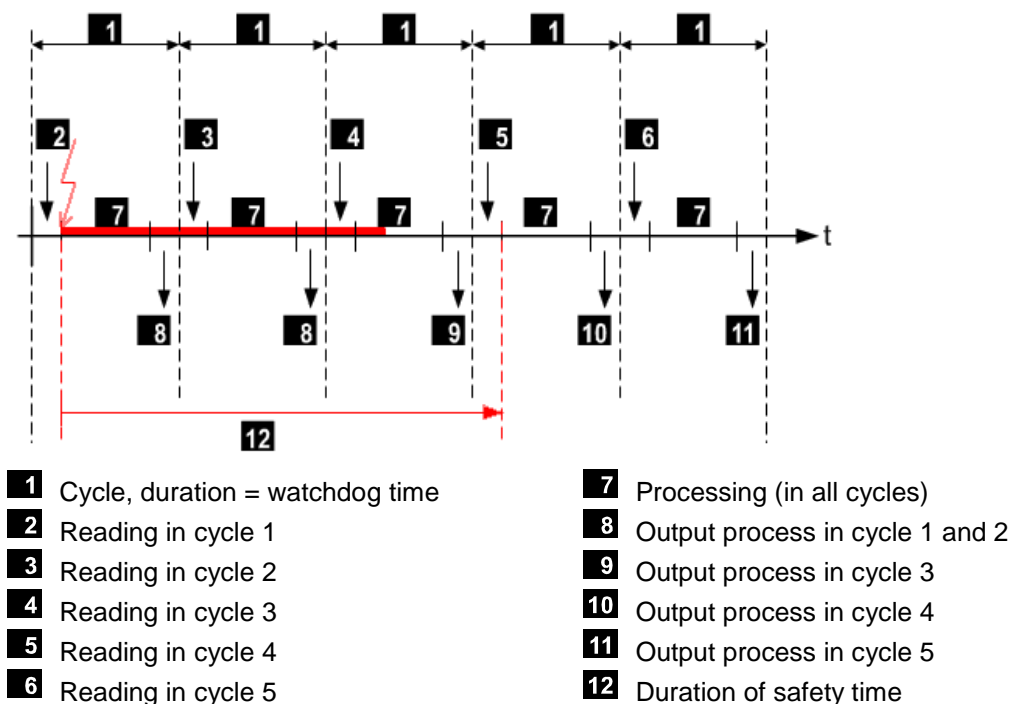 1 1 1 1 1
2 3 4 5 6
7 7 7 7 7
t
8 8 9 10 11
12
1 Cycle, duration = watchdog time
2 Reading in cycle 1
3 Reading in cycle 2
4 Reading in cycle 3
5 Reading in cycle 4
6 Reading in cycle 5
7 Processing (in all cycles)
8 Output process in cycle 1 and 2
9 Output process in cycle 3
10 Output process in cycle 4
11 Output process in cycle 5
12 Duration of safety time